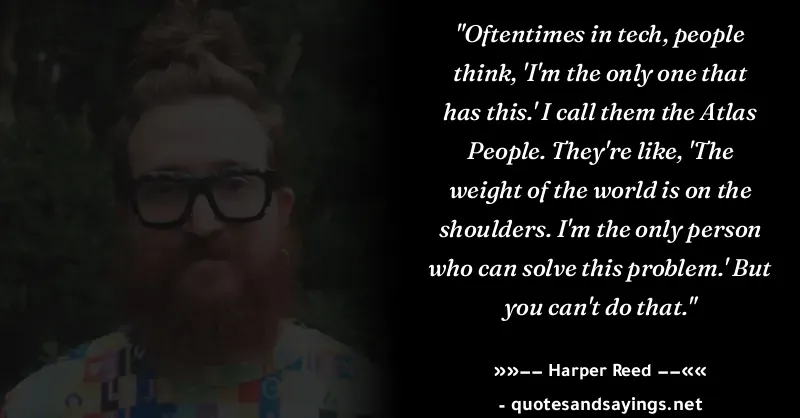 "Oftentimes in tech, people
think, 'I'm the only one that
has this.' I call them the Atlas
People. They're like, 'The
weight of the world is on the
shoulders. I'm the only person
who can solve this problem.' But
you can't do that."
»»−− Harper Reed −−««
- quotesandsayings.net